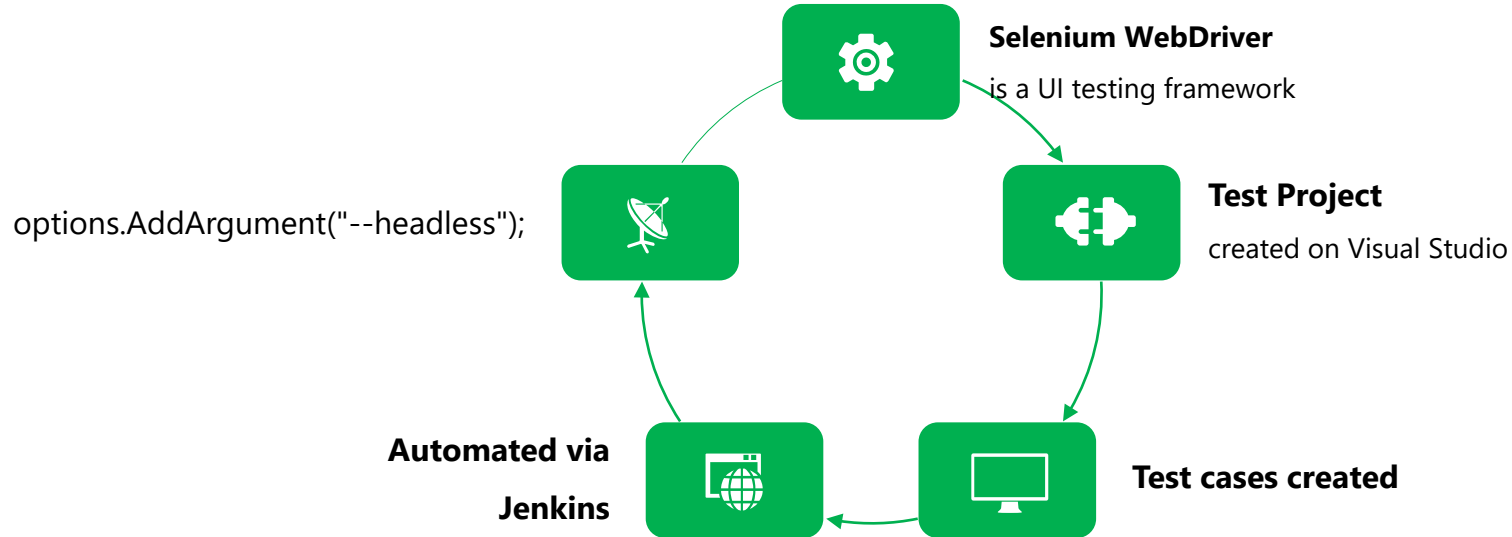 Selenium WebDriver
is a UI testing framework
Test Project
created on Visual Studio
Test cases created
Automated via
Jenkins
options.AddArgument("--headless");